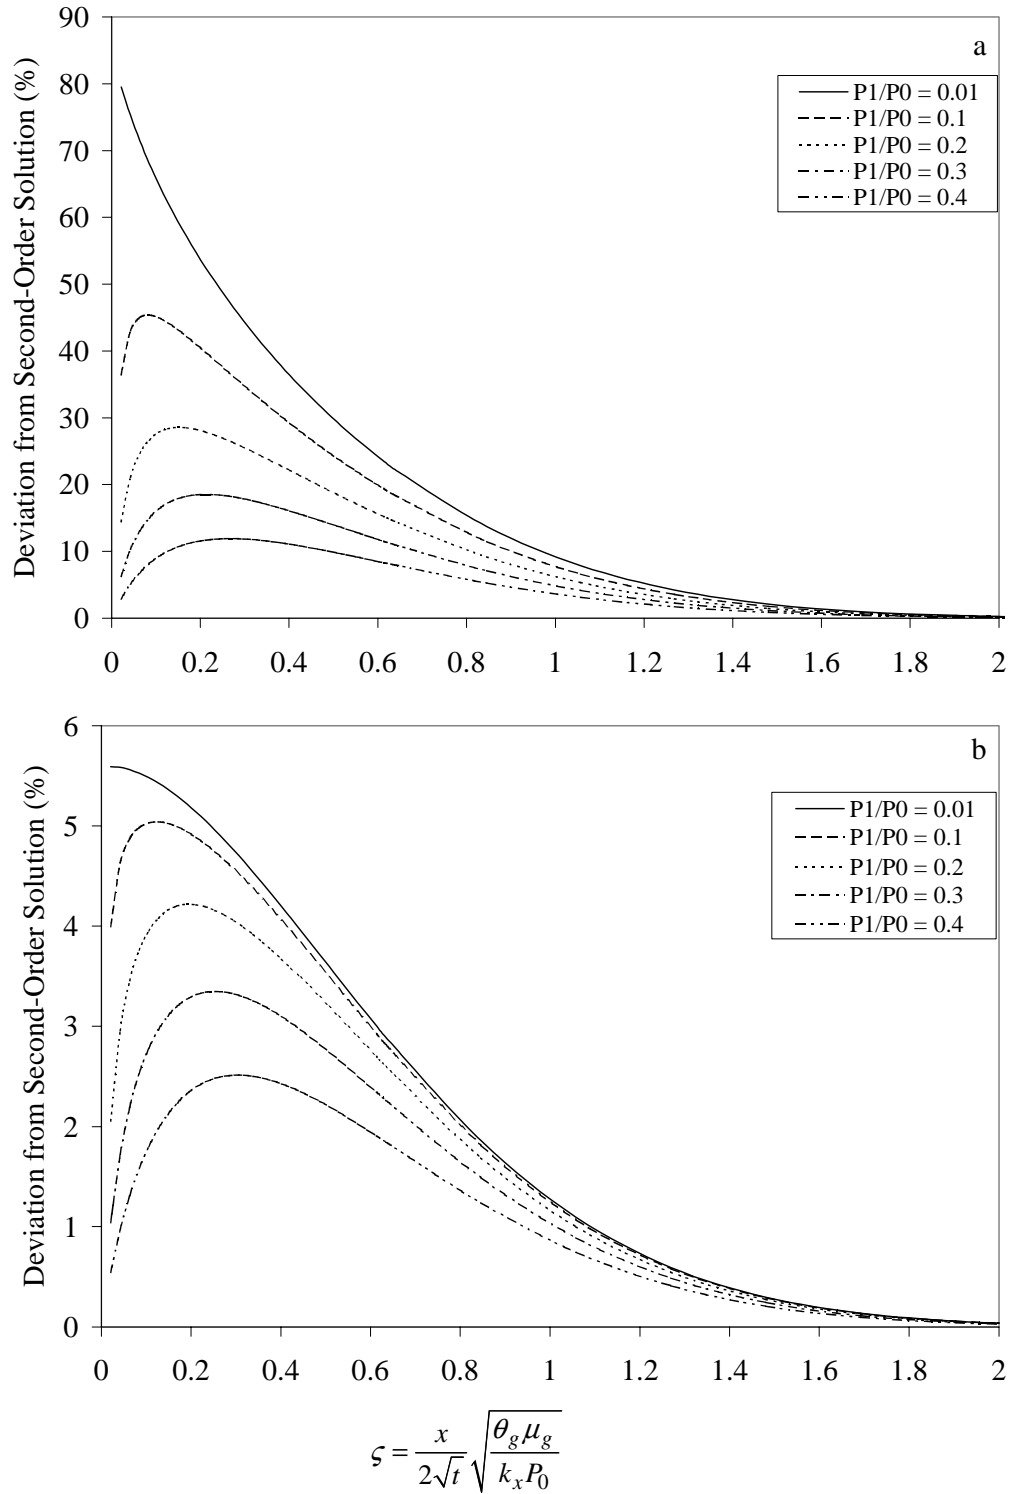 a
Deviation from Second-Order Solution (%)
90
80
70
60
50
40
30
20
10
0
P1/P0 = 0.01
P1/P0 = 0.1
P1/P0 = 0.2
P1/P0 = 0.3
P1/P0 = 0.4
0 0.2 0.4 0.6 0.8 1 1.2 1.4 1.6 1.8 2
b
Deviation from Second-Order Solution (%)
6
5
4
3
2
1
0
P1/P0 = 0.01
P1/P0 = 0.1
P1/P0 = 0.2
P1/P0 = 0.3
P1/P0 = 0.4
0 0.2 0.4 0.6 0.8 1 1.2 1.4 1.6 1.8 2
ς = x / 2√t √(θ_g μ_g / k_x P_0)